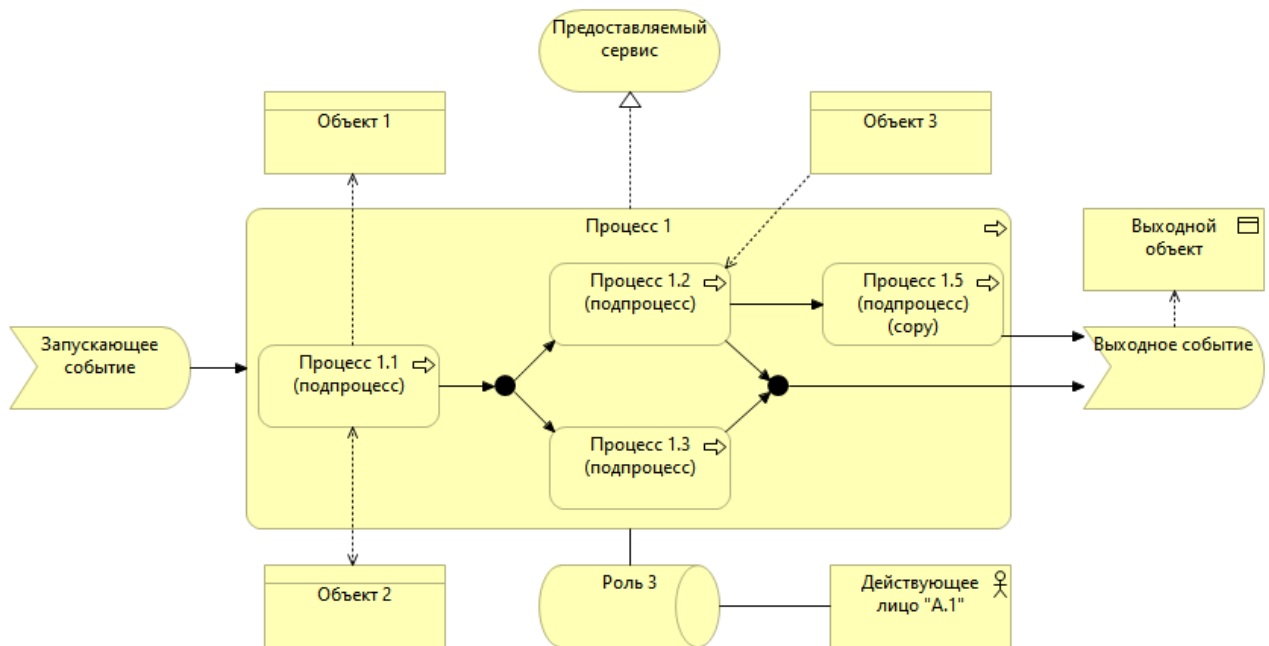 Предоставляемый
сервис
Объект 1
Объект 3
Процесс 1
Выходной
объект
Процесс 1.2
(подпроцесс)
Процесс 1.5
(подпроцесс)
(copy)
Запускающее
событие
Процесс 1.1
(подпроцесс)
Выходное событие
Процесс 1.3
(подпроцесс)
Объект 2
Роль 3
Действующее
лицо "А.1"